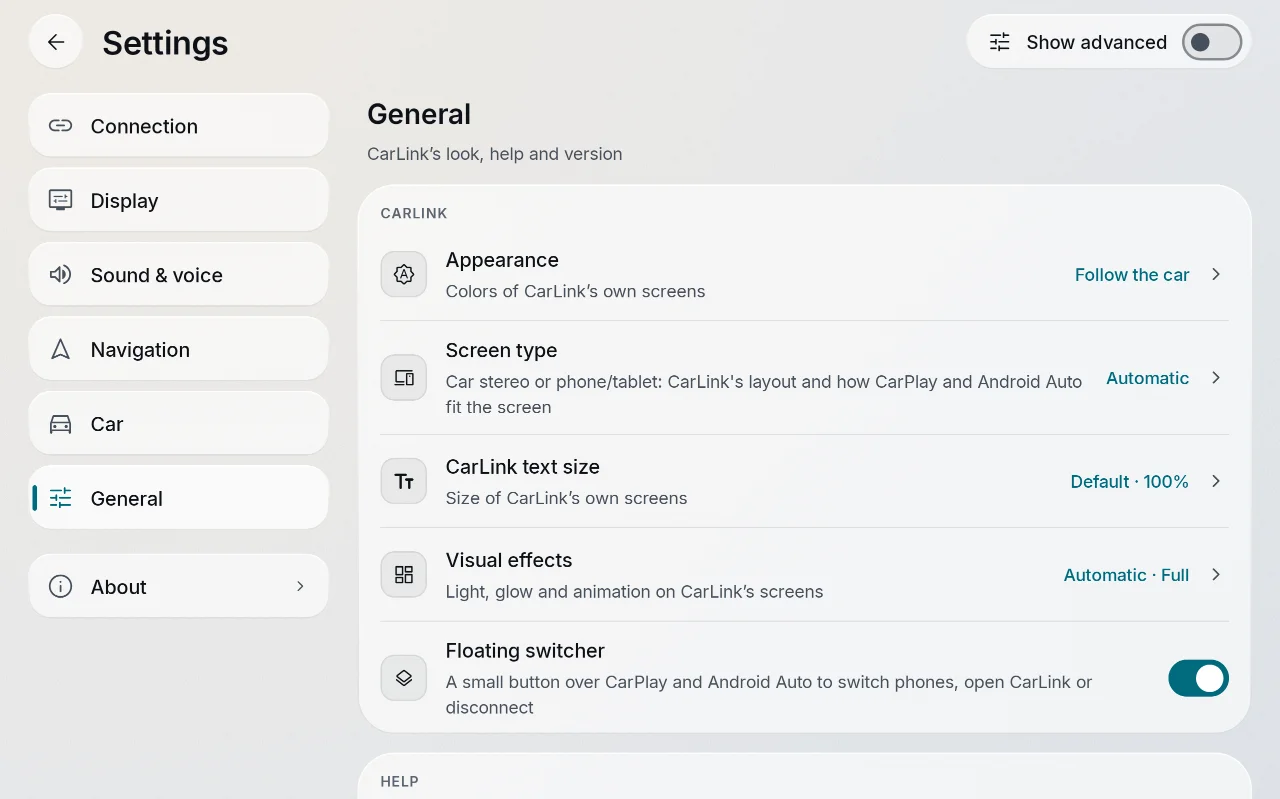 Settings
Show advanced
Connection
Display
Sound & voice
Navigation
Car
General
About
General
CarLink’s look, help and version
CARLINK
Appearance
Colors of CarLink’s own screens
Follow the car
Screen type
Car stereo or phone/tablet: CarLink's layout and how CarPlay and Android Auto
fit the screen
Automatic
CarLink text size
Size of CarLink’s own screens
Default · 100%
Visual effects
Light, glow and animation on CarLink’s screens
Automatic · Full
Floating switcher
A small button over CarPlay and Android Auto to switch phones, open CarLink or
disconnect
HELP